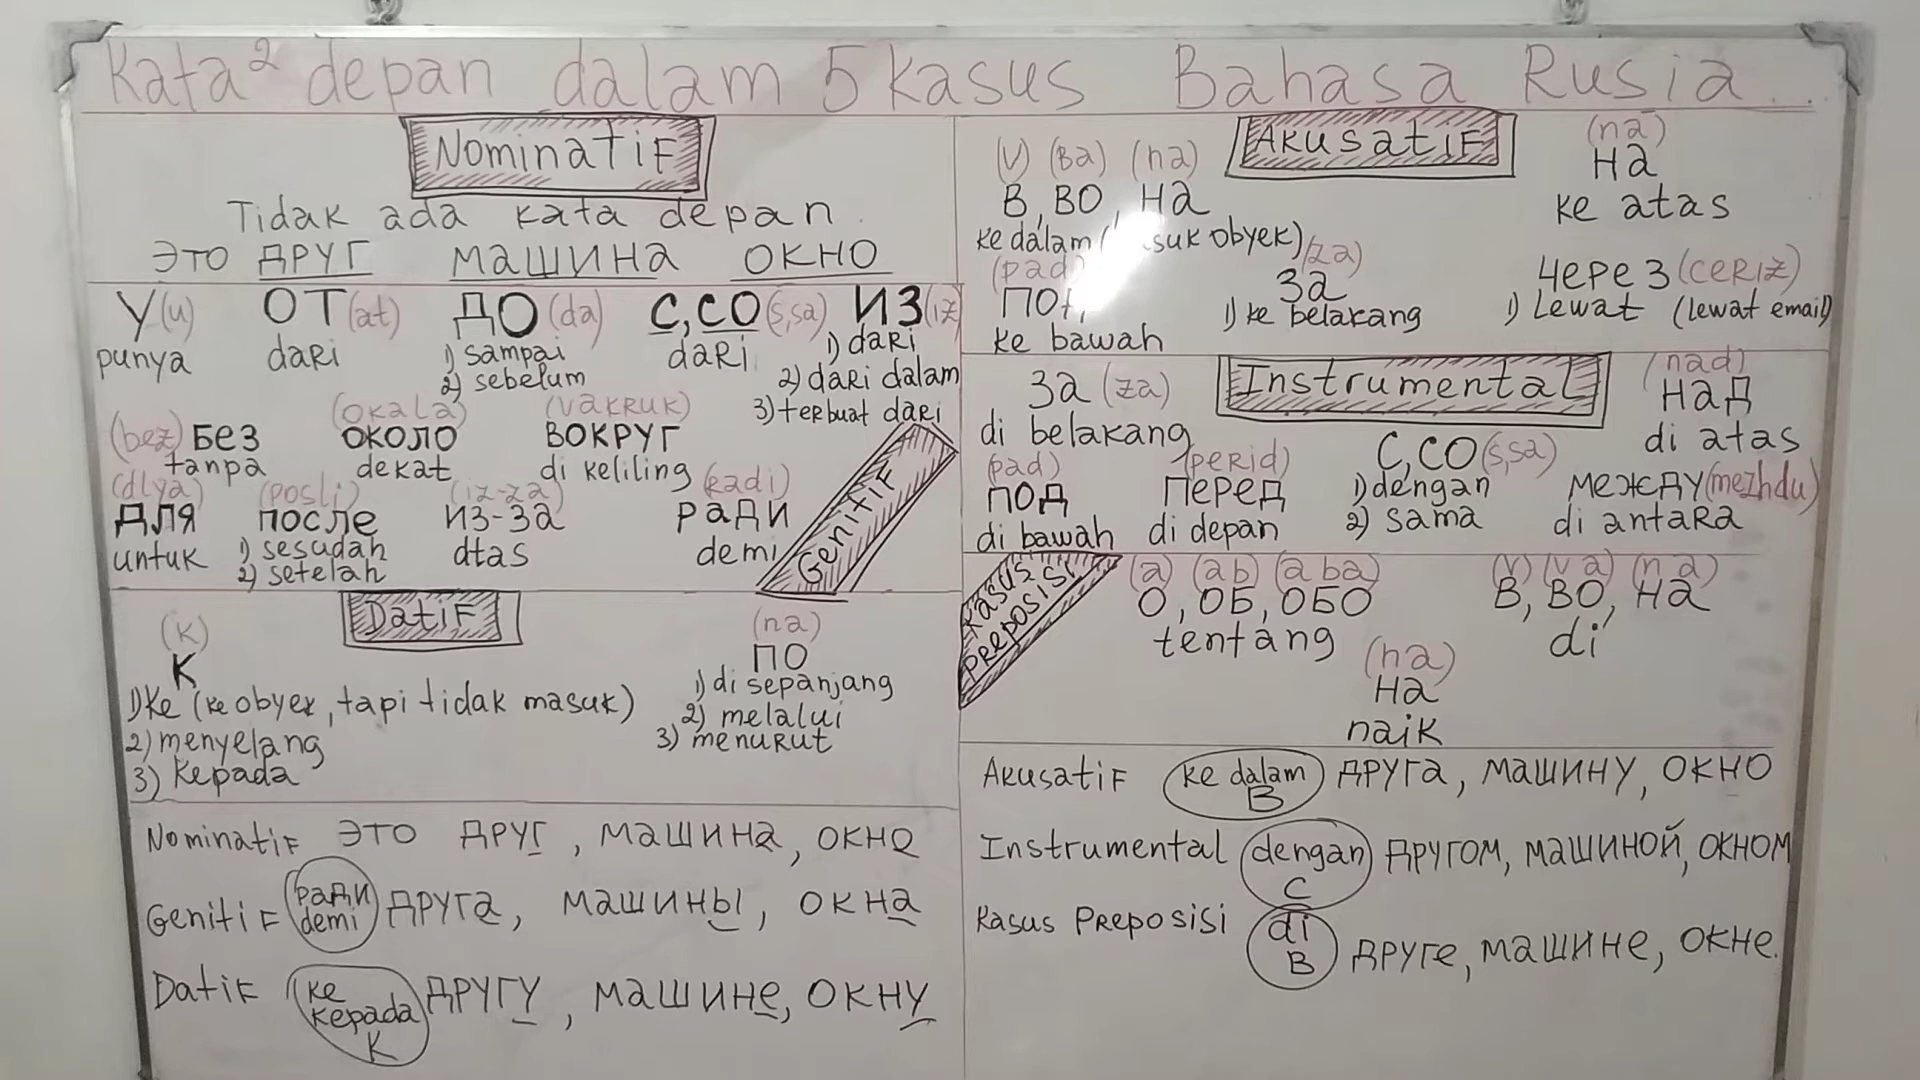 Kata² depan dalam 5 kasus Bahasa Rusia...
Nominatif
Tidak ada kata depan.
ЭТО ДРУГ МАШИНА ОКНО
У (u) ОТ (at) ДО (da) С, СО (s, sa) ИЗ (iz)
punya dari 1) sampai dari 1) dari
2) sebelum 2) dari dalam
3) terbuat dari
(bez) БЕЗ (okala) ОКОЛО (vakruk) ВОКРУГ
tanpa dekat di keliling
(dlya) (posli) (iz-za) (radi)
ДЛЯ ПОСЛЕ ИЗ-ЗА РАДИ
untuk 1) sesudah dtas demi
2) setelah
Genitif
Datif
(k) (na)
К ПО
1) Ke (ke obyek, tapi tidak masuk) 1) di sepanjang
2) menyelang 2) melalui
3) Kepada 3) menurut
Nominatif ЭТО ДРУГ, МАШИНА, ОКНО
Genitif РАДИ demi ДРУГА, МАШИНЫ, ОКНА
Datif ke kepada К ДРУГУ, МАШИНЕ, ОКНУ
Akusatif
(v) (ва) (na) (na)
В, ВО, НА НА
ke dalam ( obyek) ke atas
(pad) (za)
ЗА ЧЕРЕЗ (ceriz)
ke bawah 1) ke belakang 1) Lewat (lewat email)
Instrumental
ЗА (za) (nad) НАД
di belakang di atas
(pad) (perid) С, СО (s, sa)
ПОД ПЕРЕД 1) dengan МЕЖДУ (mezhdu)
di bawah di depan 2) sama di antara
Kasus Preposisi
(a) (ab) (aba) (v) (va) (na)
О, ОБ, ОБО В, ВО, НА
tentang di
(na)
НА
naik
Akusatif ke dalam В ДРУГА, МАШИНУ, ОКНО
Instrumental dengan С ДРУГОМ, МАШИНОЙ, ОКНОМ
Kasus Preposisi di В ДРУГЕ, МАШИНЕ, ОКНЕ.